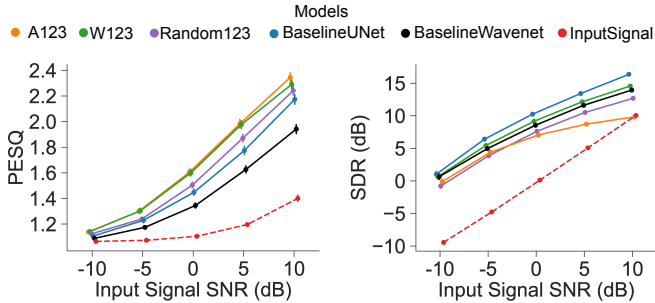 Models
A123 W123 Random123 BaselineUNet BaselineWavenet InputSignal
PESQ
2.4
2.2
2.0
1.8
1.6
1.4
1.2
-10 -5 0 5 10
Input Signal SNR (dB)
SDR (dB)
15
10
5
0
−5
−10
-10 -5 0 5 10
Input Signal SNR (dB)